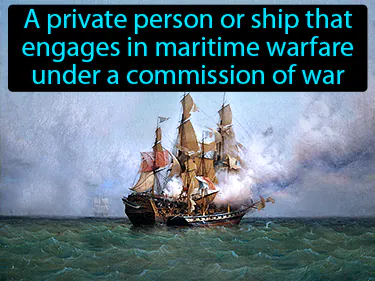 A private person or ship that
engages in maritime warfare
under a commission of war